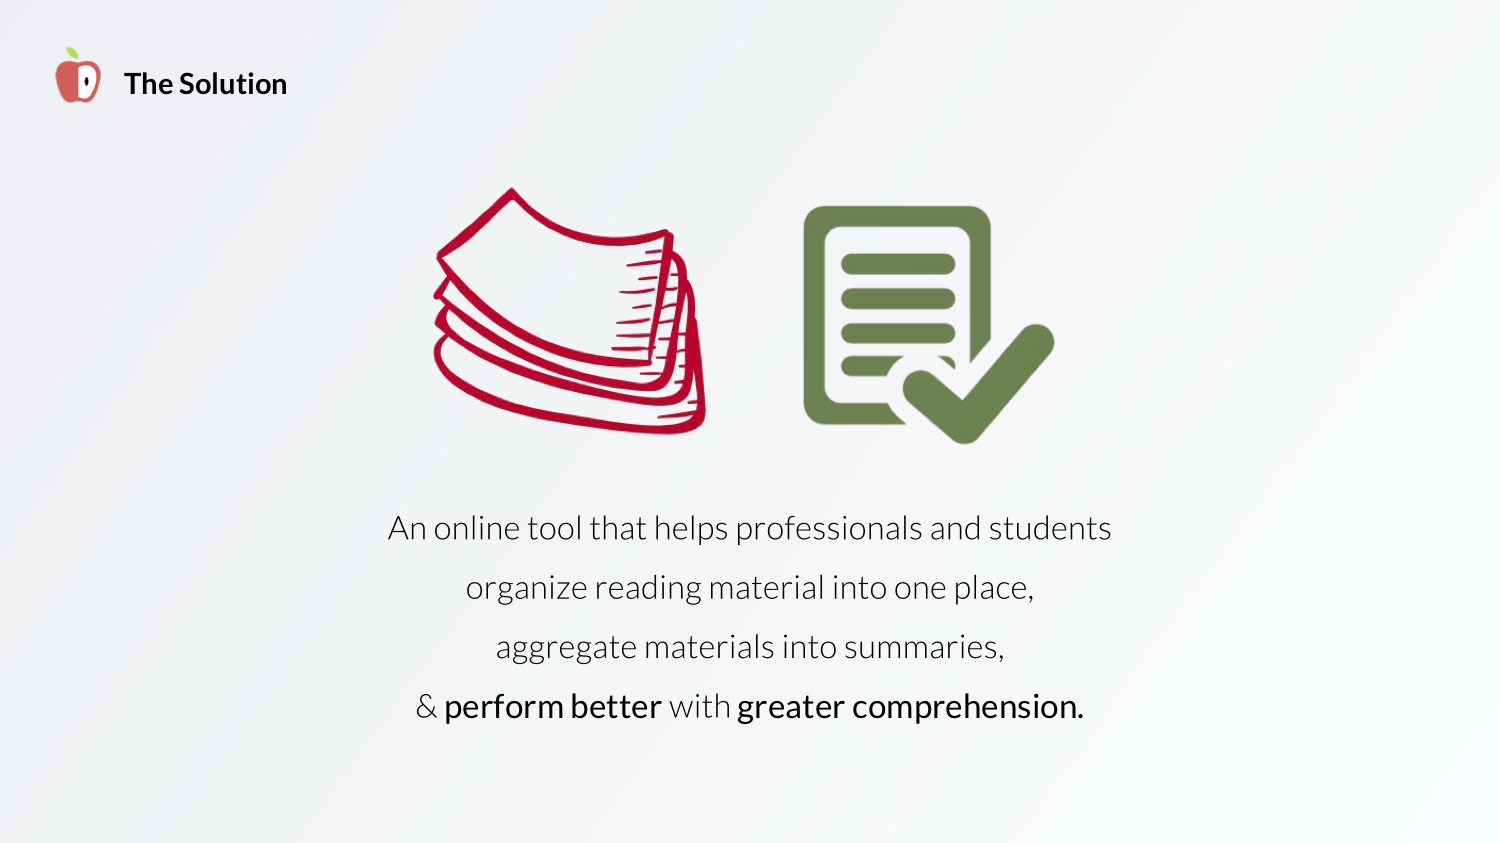 The Solution
An online tool that helps professionals and students
organize reading material into one place,
aggregate materials into summaries,
& perform better with greater comprehension.